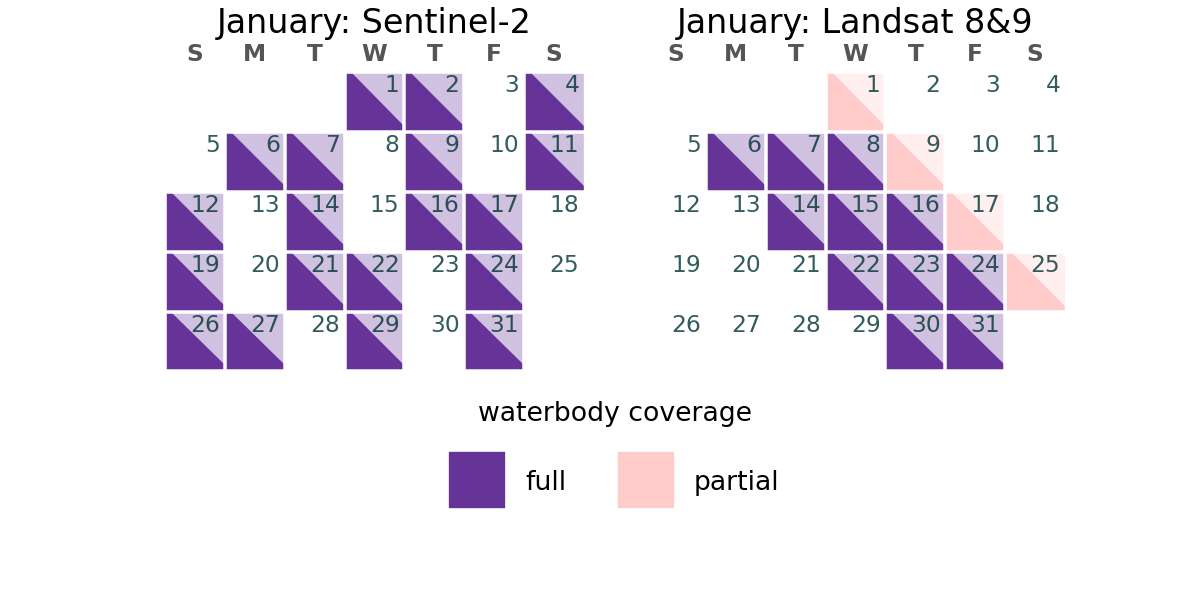 January: Sentinel-2
S M T W T F S
1 2 3 4
5 6 7 8 9 10 11
12 13 14 15 16 17 18
19 20 21 22 23 24 25
26 27 28 29 30 31
January: Landsat 8&9
S M T W T F S
1 2 3 4
5 6 7 8 9 10 11
12 13 14 15 16 17 18
19 20 21 22 23 24 25
26 27 28 29 30 31
waterbody coverage
full
partial